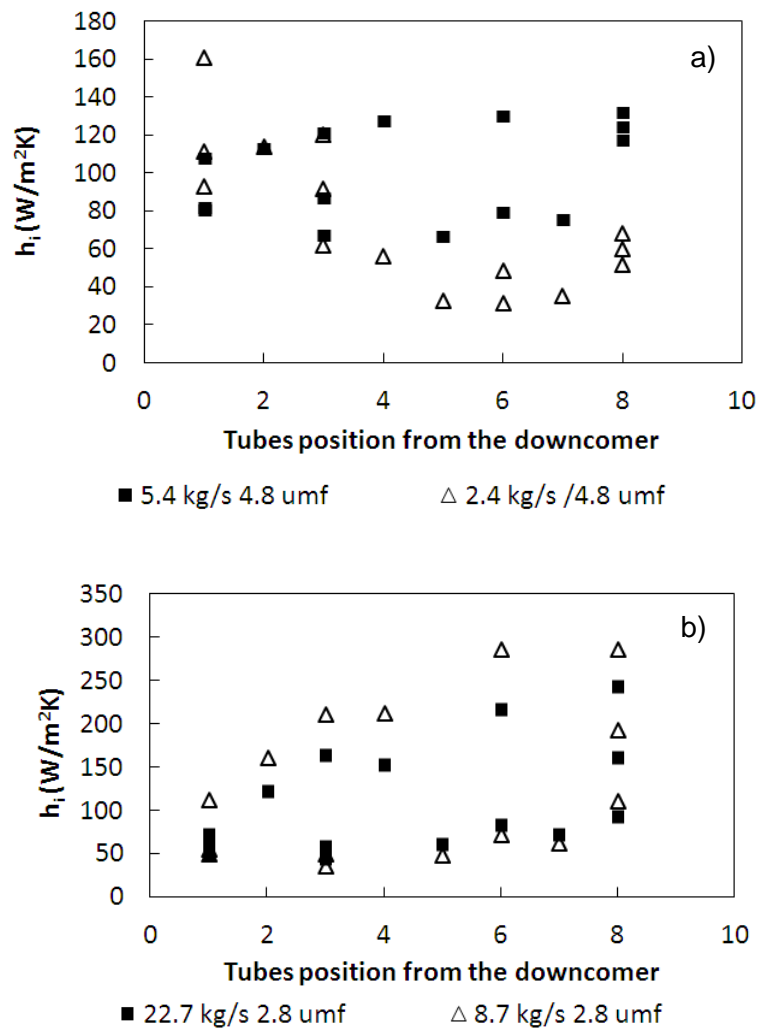 a)
180
160
140
120
100
80
60
40
20
0
hᵢ (W/m²K)
0 2 4 6 8 10
Tubes position from the downcomer
■ 5.4 kg/s 4.8 umf △ 2.4 kg/s /4.8 umf
b)
350
300
250
200
150
100
50
0
hᵢ (W/m²K)
0 2 4 6 8 10
Tubes position from the downcomer
■ 22.7 kg/s 2.8 umf △ 8.7 kg/s 2.8 umf